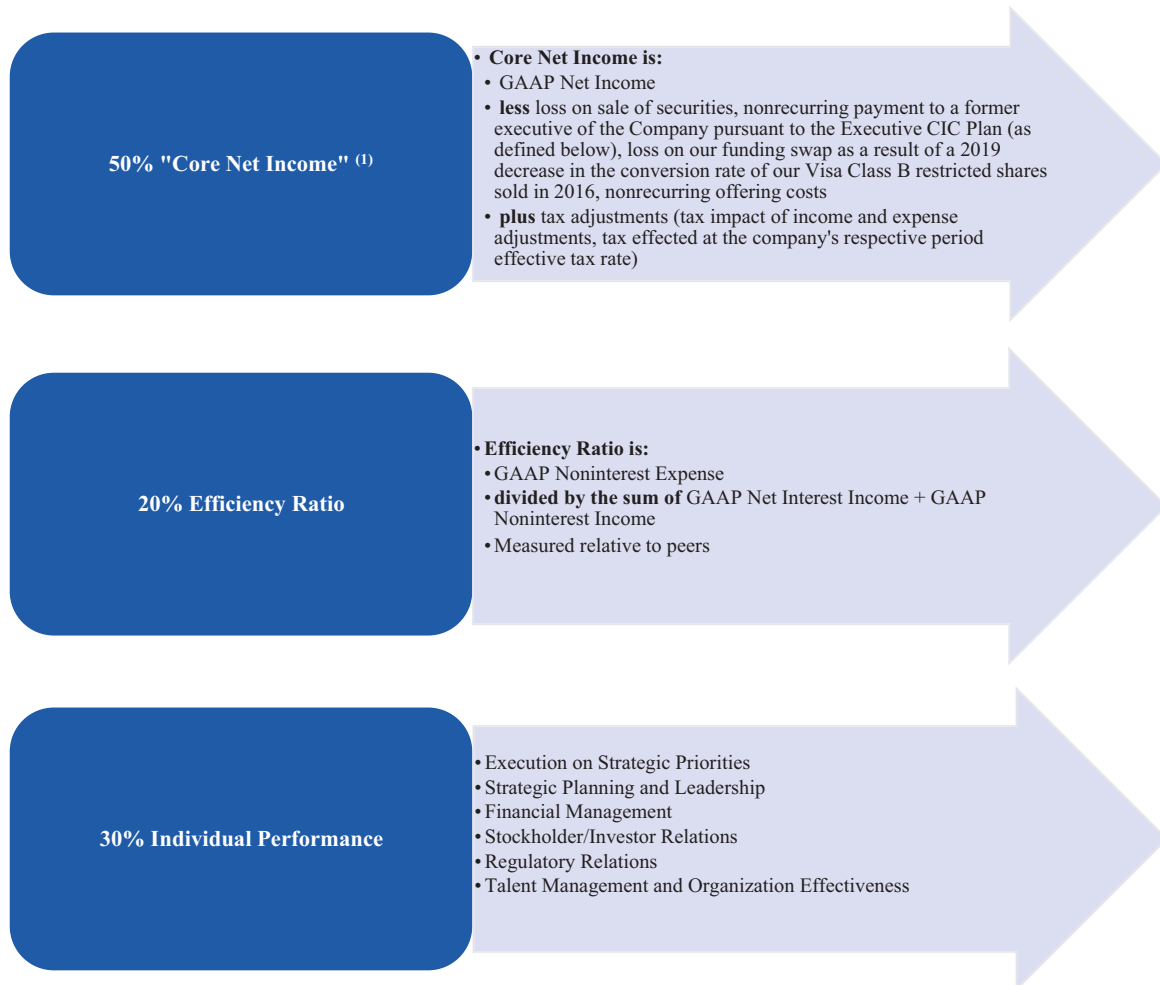 50% "Core Net Income" (1)
• Core Net Income is:
• GAAP Net Income
• less loss on sale of securities, nonrecurring payment to a former
executive of the Company pursuant to the Executive CIC Plan (as
defined below), loss on our funding swap as a result of a 2019
decrease in the conversion rate of our Visa Class B restricted shares
sold in 2016, nonrecurring offering costs
• plus tax adjustments (tax impact of income and expense
adjustments, tax effected at the company's respective period
effective tax rate)
20% Efficiency Ratio
• Efficiency Ratio is:
• GAAP Noninterest Expense
• divided by the sum of GAAP Net Interest Income + GAAP
Noninterest Income
• Measured relative to peers
30% Individual Performance
• Execution on Strategic Priorities
• Strategic Planning and Leadership
• Financial Management
• Stockholder/Investor Relations
• Regulatory Relations
• Talent Management and Organization Effectiveness